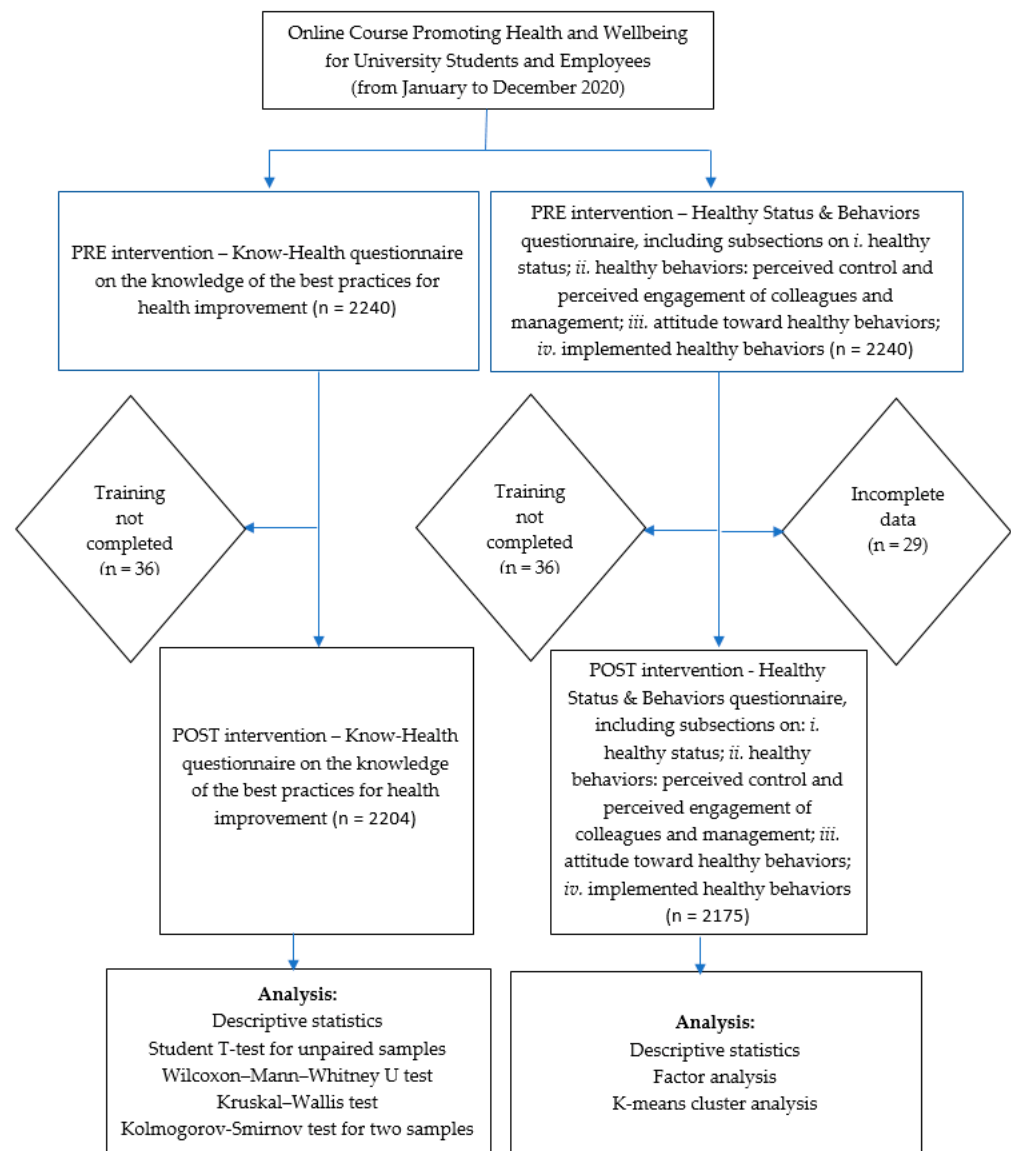 Online Course Promoting Health and Wellbeing
for University Students and Employees
(from January to December 2020)
PRE intervention – Know-Health questionnaire
on the knowledge of the best practices for
health improvement (n = 2240)
PRE intervention – Healthy Status & Behaviors
questionnaire, including subsections on i. healthy
status; ii. healthy behaviors: perceived control and
perceived engagement of colleagues and
management; iii. attitude toward healthy behaviors;
iv. implemented healthy behaviors (n = 2240)
Training
not
completed
(n = 36)
Training
not
completed
(n = 36)
Incomplete
data
(n = 29)
POST intervention – Know-Health
questionnaire on the knowledge
of the best practices for health
improvement (n = 2204)
POST intervention - Healthy
Status & Behaviors questionnaire,
including subsections on: i.
healthy status; ii. healthy
behaviors: perceived control and
perceived engagement of
colleagues and management; iii.
attitude toward healthy behaviors;
iv. implemented healthy behaviors
(n = 2175)
Analysis:
Descriptive statistics
Student T-test for unpaired samples
Wilcoxon–Mann–Whitney U test
Kruskal–Wallis test
Kolmogorov-Smirnov test for two samples
Analysis:
Descriptive statistics
Factor analysis
K-means cluster analysis